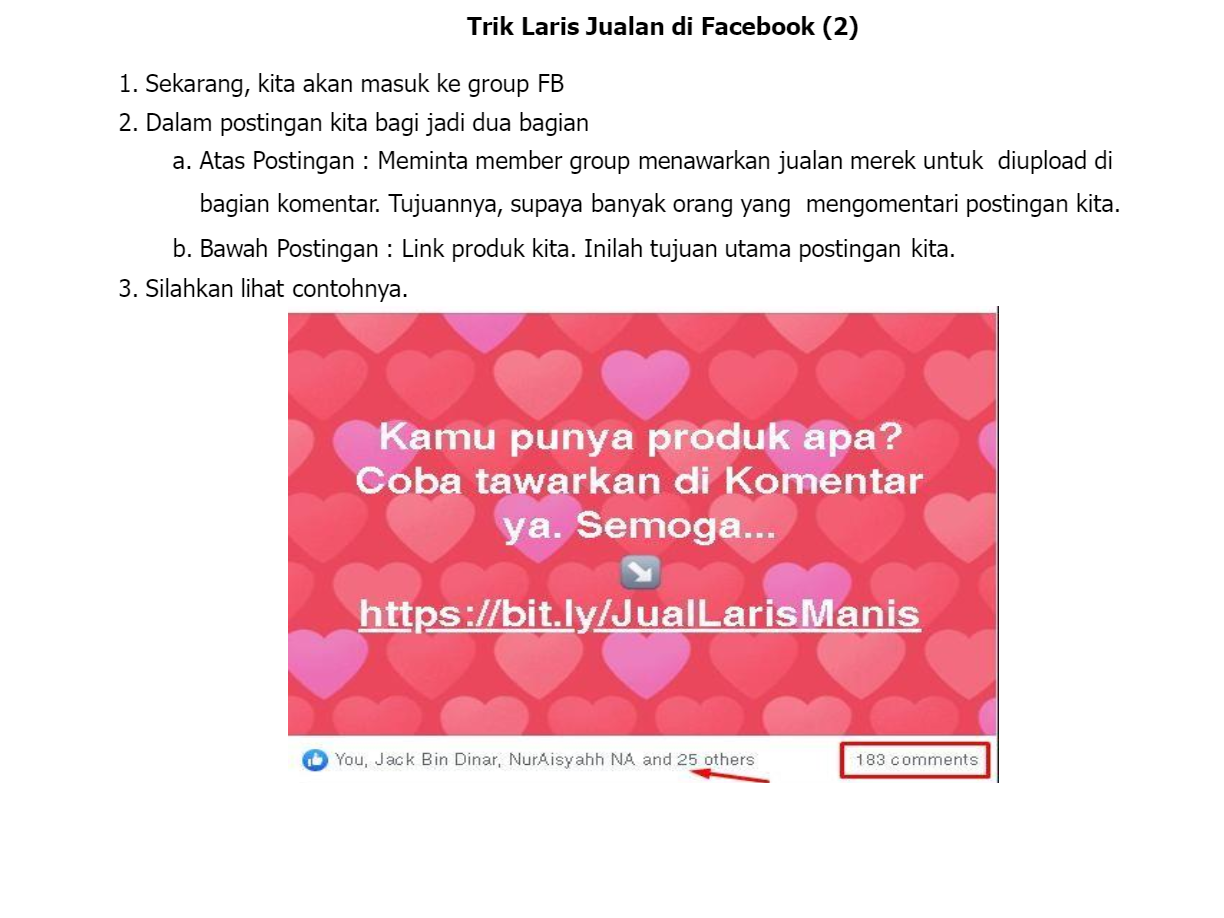 Trik Laris Jualan di Facebook (2)
1. Sekarang, kita akan masuk ke group FB
2. Dalam postingan kita bagi jadi dua bagian
a. Atas Postingan : Meminta member group menawarkan jualan merek untuk diupload di
bagian komentar. Tujuannya, supaya banyak orang yang mengomentari postingan kita.
b. Bawah Postingan : Link produk kita. Inilah tujuan utama postingan kita.
3. Silahkan lihat contohnya.
Kamu punya produk apa?
Coba tawarkan di Komentar
ya. Semoga...
↘
https://bit.ly/JualLarisManis
You, Jack Bin Dinar, NurAisyahh NA and 25 others
183 comments